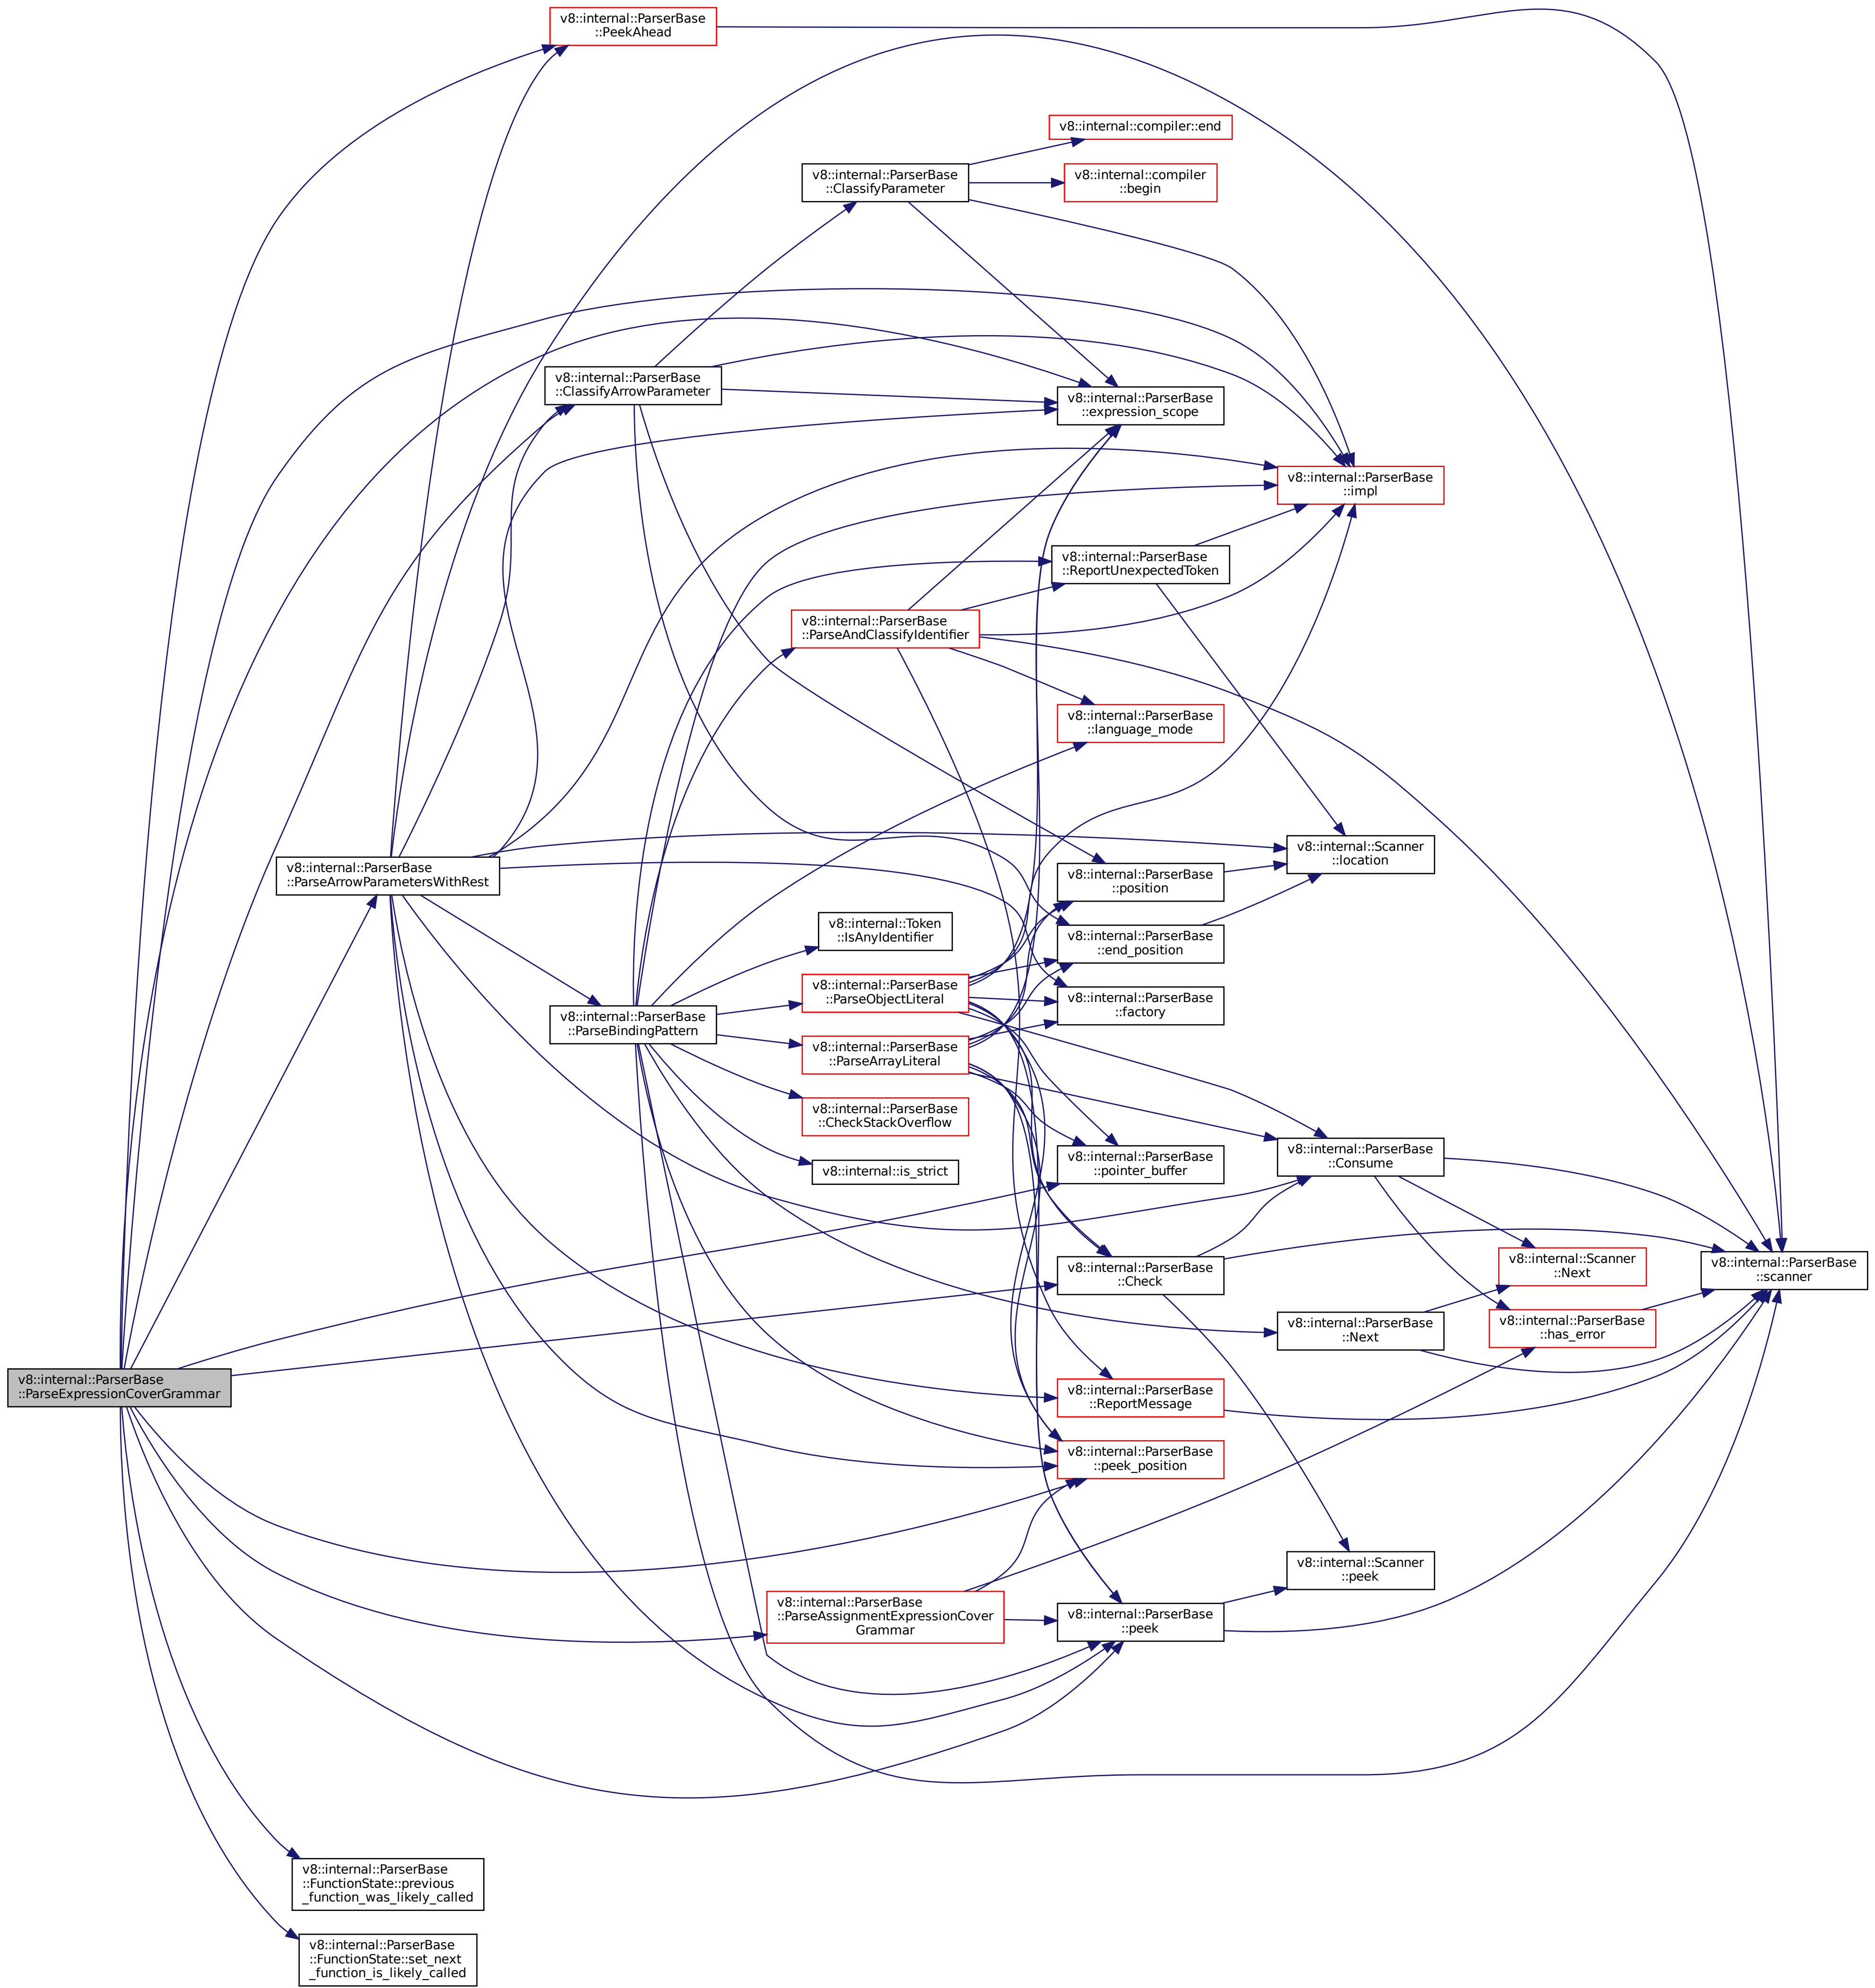 v8::internal::ParserBase
::PeekAhead
v8::internal::compiler::end
v8::internal::ParserBase
::ClassifyParameter
v8::internal::compiler
::begin
v8::internal::ParserBase
::ClassifyArrowParameter
v8::internal::ParserBase
::expression_scope
v8::internal::ParserBase
::impl
v8::internal::ParserBase
::ReportUnexpectedToken
v8::internal::ParserBase
::ParseAndClassifyIdentifier
v8::internal::ParserBase
::language_mode
v8::internal::Scanner
::location
v8::internal::ParserBase
::ParseArrowParametersWithRest
v8::internal::ParserBase
::position
v8::internal::Token
::IsAnyIdentifier
v8::internal::ParserBase
::end_position
v8::internal::ParserBase
::ParseObjectLiteral
v8::internal::ParserBase
::factory
v8::internal::ParserBase
::ParseBindingPattern
v8::internal::ParserBase
::ParseArrayLiteral
v8::internal::ParserBase
::CheckStackOverflow
v8::internal::ParserBase
::Consume
v8::internal::ParserBase
::pointer_buffer
v8::internal::is_strict
v8::internal::ParserBase
::Check
v8::internal::Scanner
::Next
v8::internal::ParserBase
::scanner
v8::internal::ParserBase
::Next
v8::internal::ParserBase
::has_error
v8::internal::ParserBase
::ParseExpressionCoverGrammar
v8::internal::ParserBase
::ReportMessage
v8::internal::ParserBase
::peek_position
v8::internal::Scanner
::peek
v8::internal::ParserBase
::ParseAssignmentExpressionCover
Grammar
v8::internal::ParserBase
::peek
v8::internal::ParserBase
::FunctionState::previous
_function_was_likely_called
v8::internal::ParserBase
::FunctionState::set_next
_function_is_likely_called